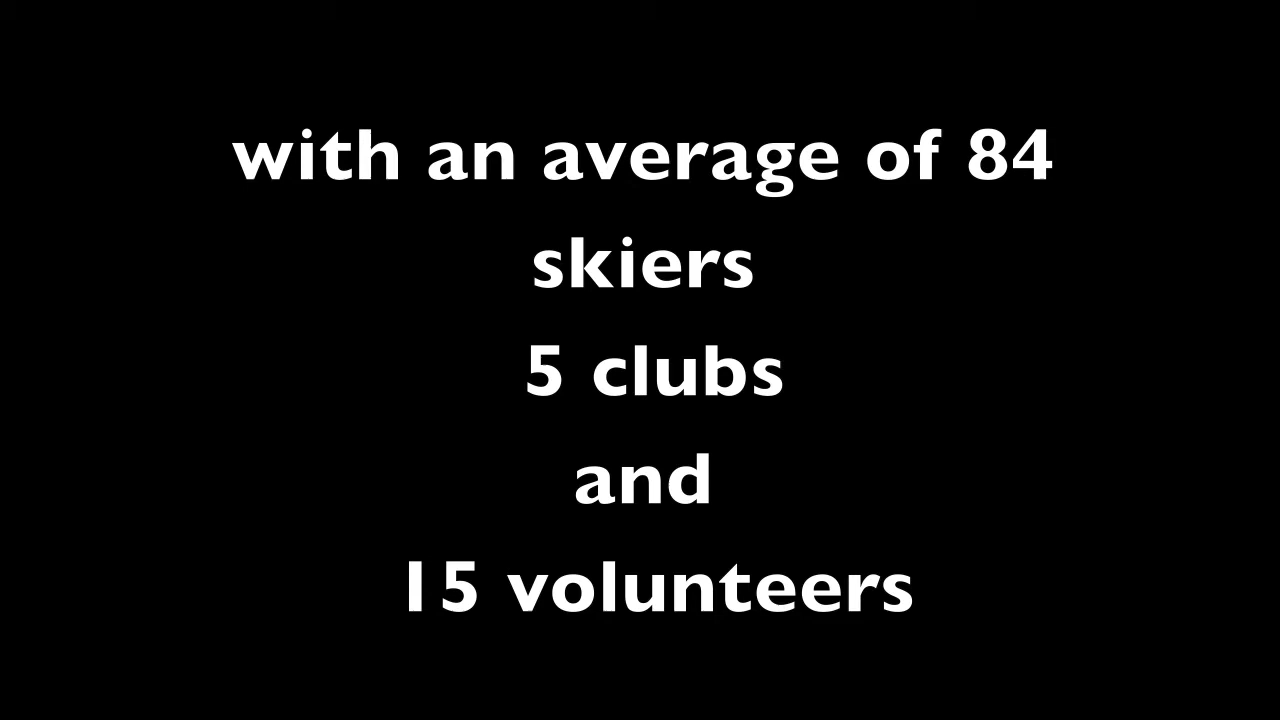 with an average of 84
skiers
5 clubs
and
15 volunteers